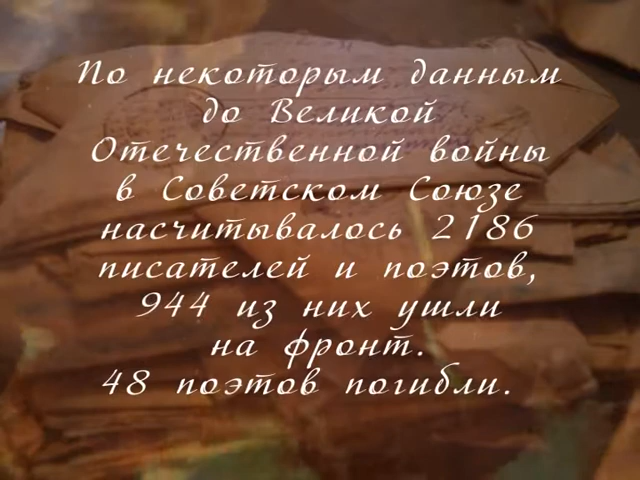 По некоторым данным
до Великой
Отечественной войны
в Советском Союзе
насчитывалось 2186
писателей и поэтов,
944 из них ушли
на фронт.
48 поэтов погибли.